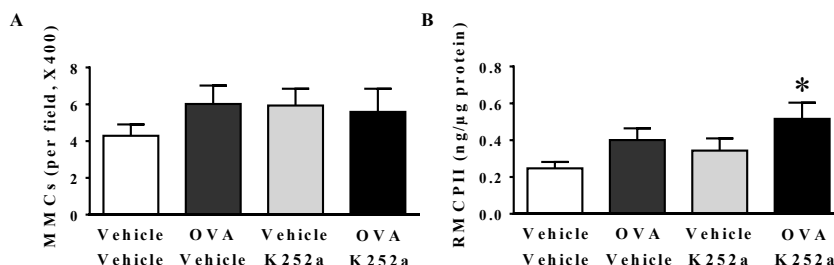 A
MMCs (per field, X400)
8
6
4
2
0
Vehicle OVA Vehicle OVA
Vehicle Vehicle K252a K252a
B
RMCPII (ng/µg protein)
0.8
0.6
0.4
0.2
0.0
*
Vehicle OVA Vehicle OVA
Vehicle Vehicle K252a K252a